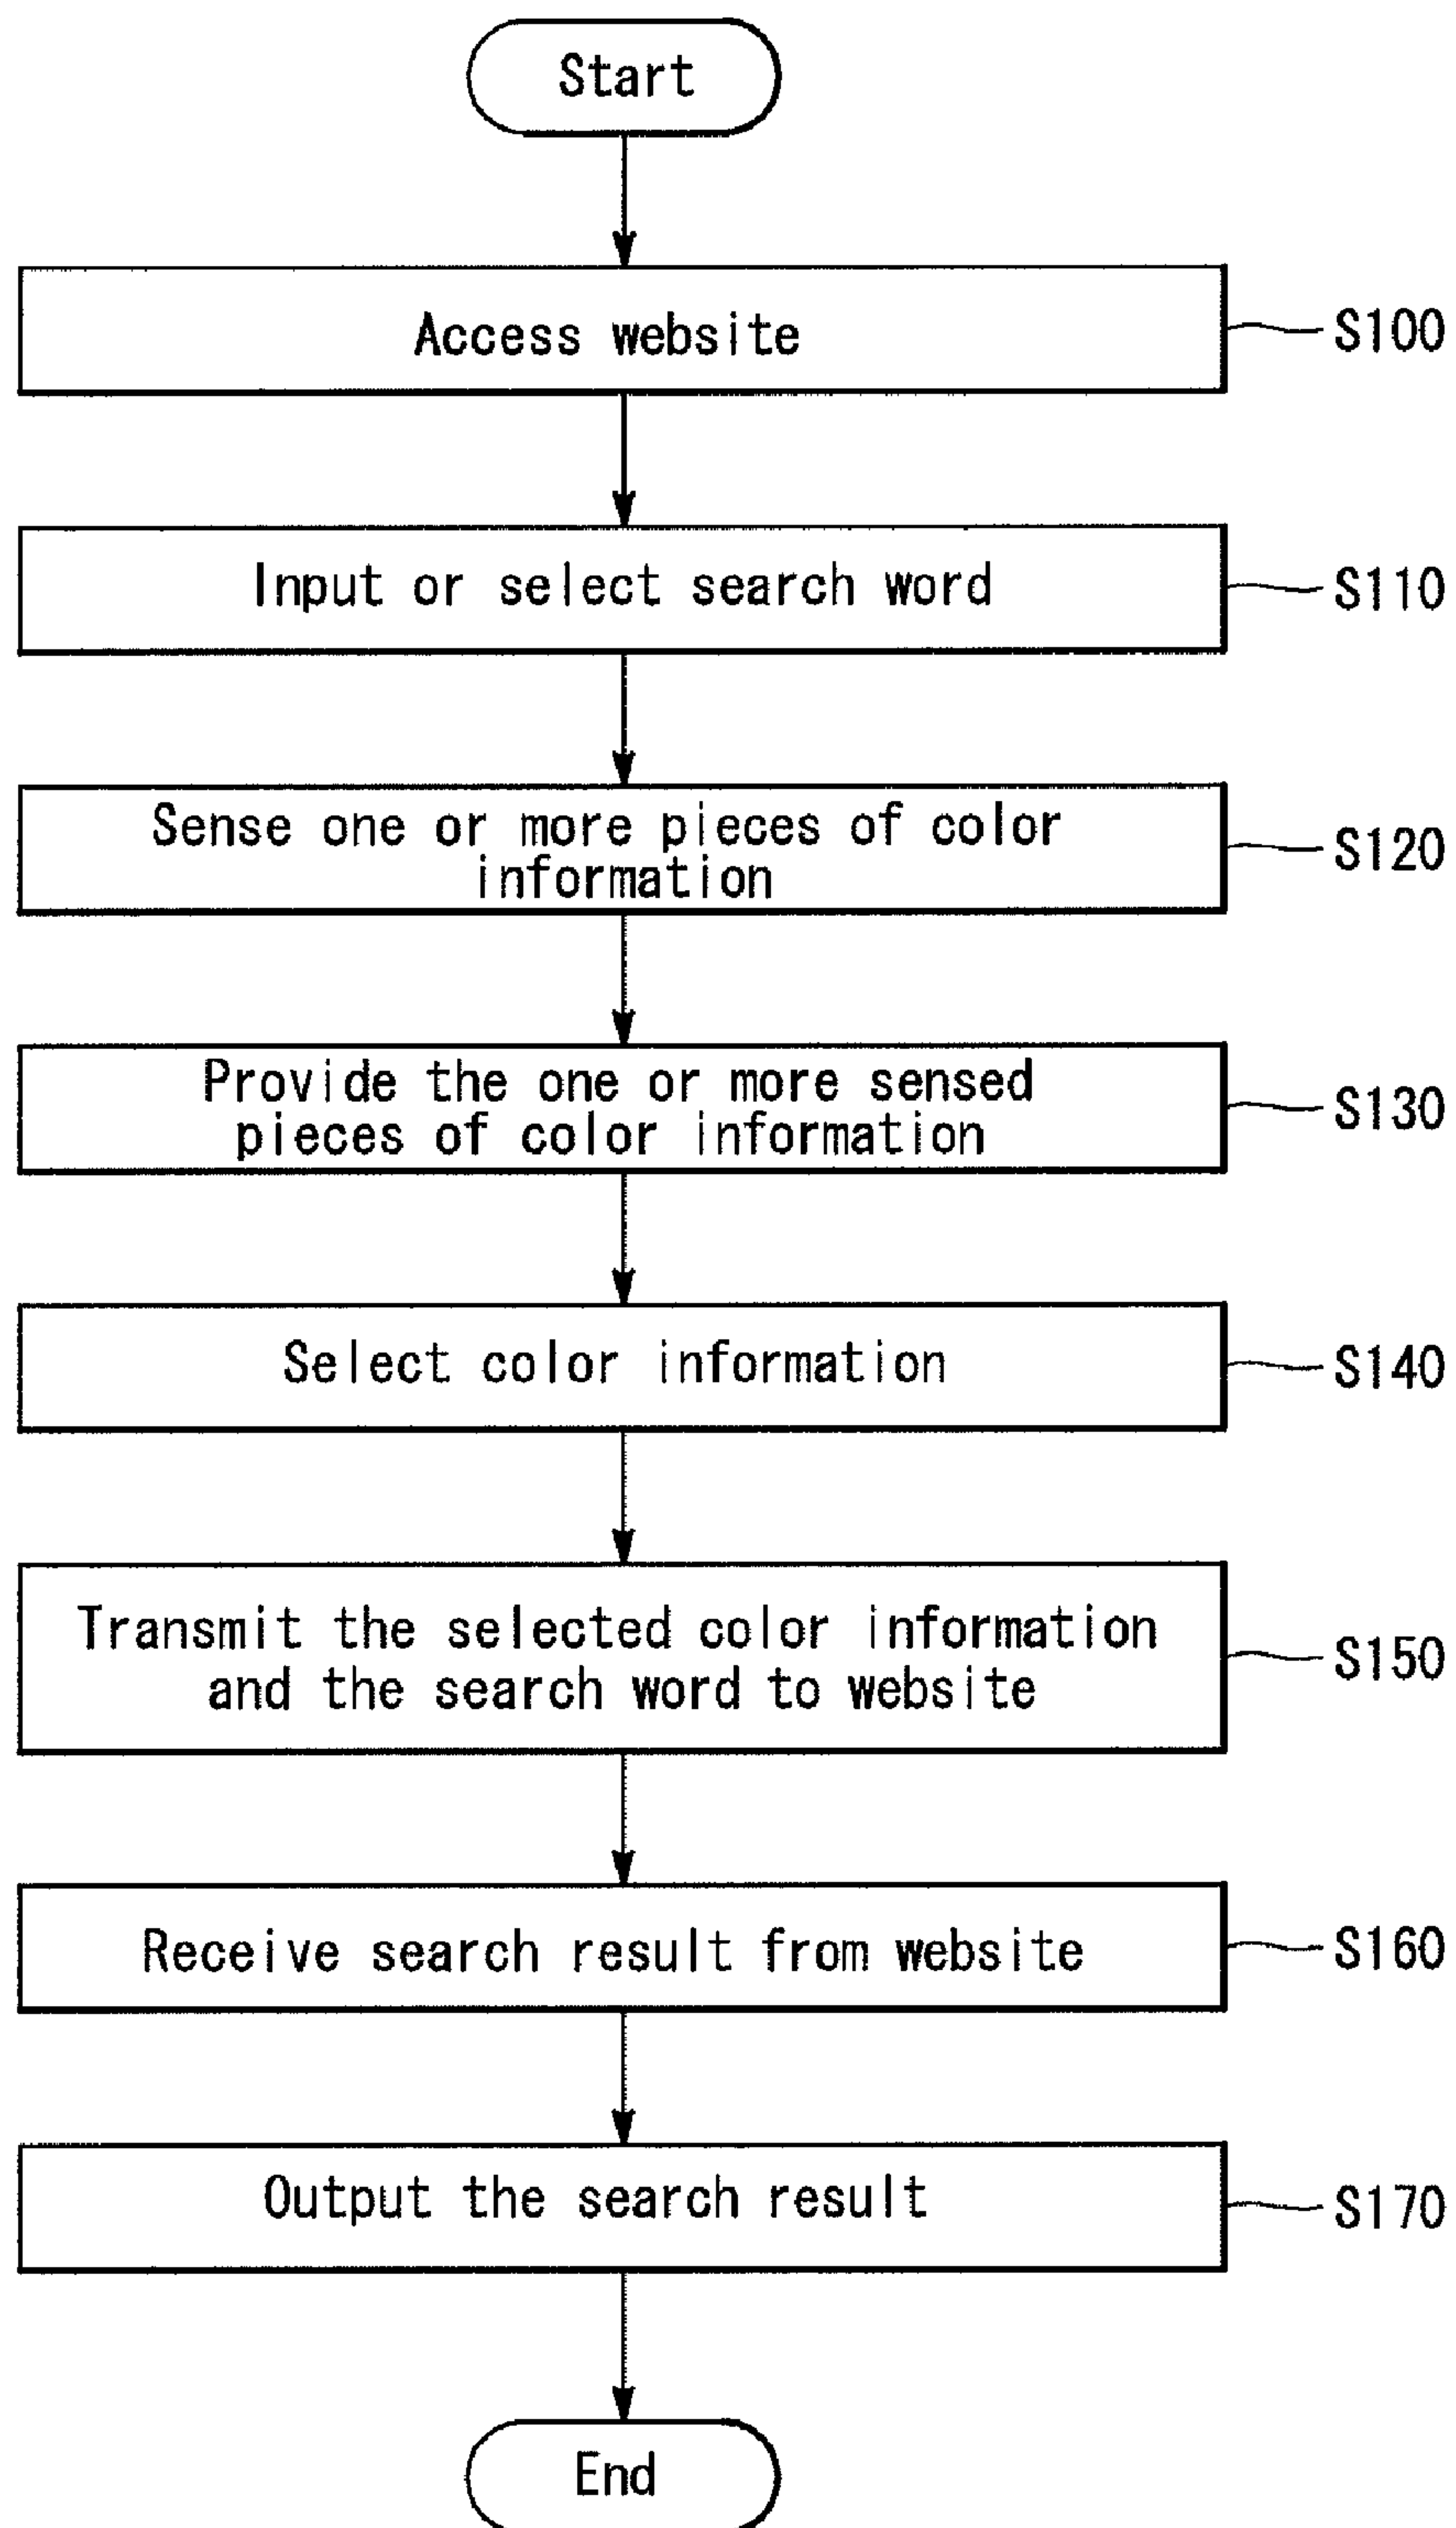 Start
Access website
S100
Input or select search word
S110
Sense one or more pieces of color
information
S120
Provide the one or more sensed
pieces of color information
S130
Select color information
S140
Transmit the selected color information
and the search word to website
S150
Receive search result from website
S160
Output the search result
S170
End